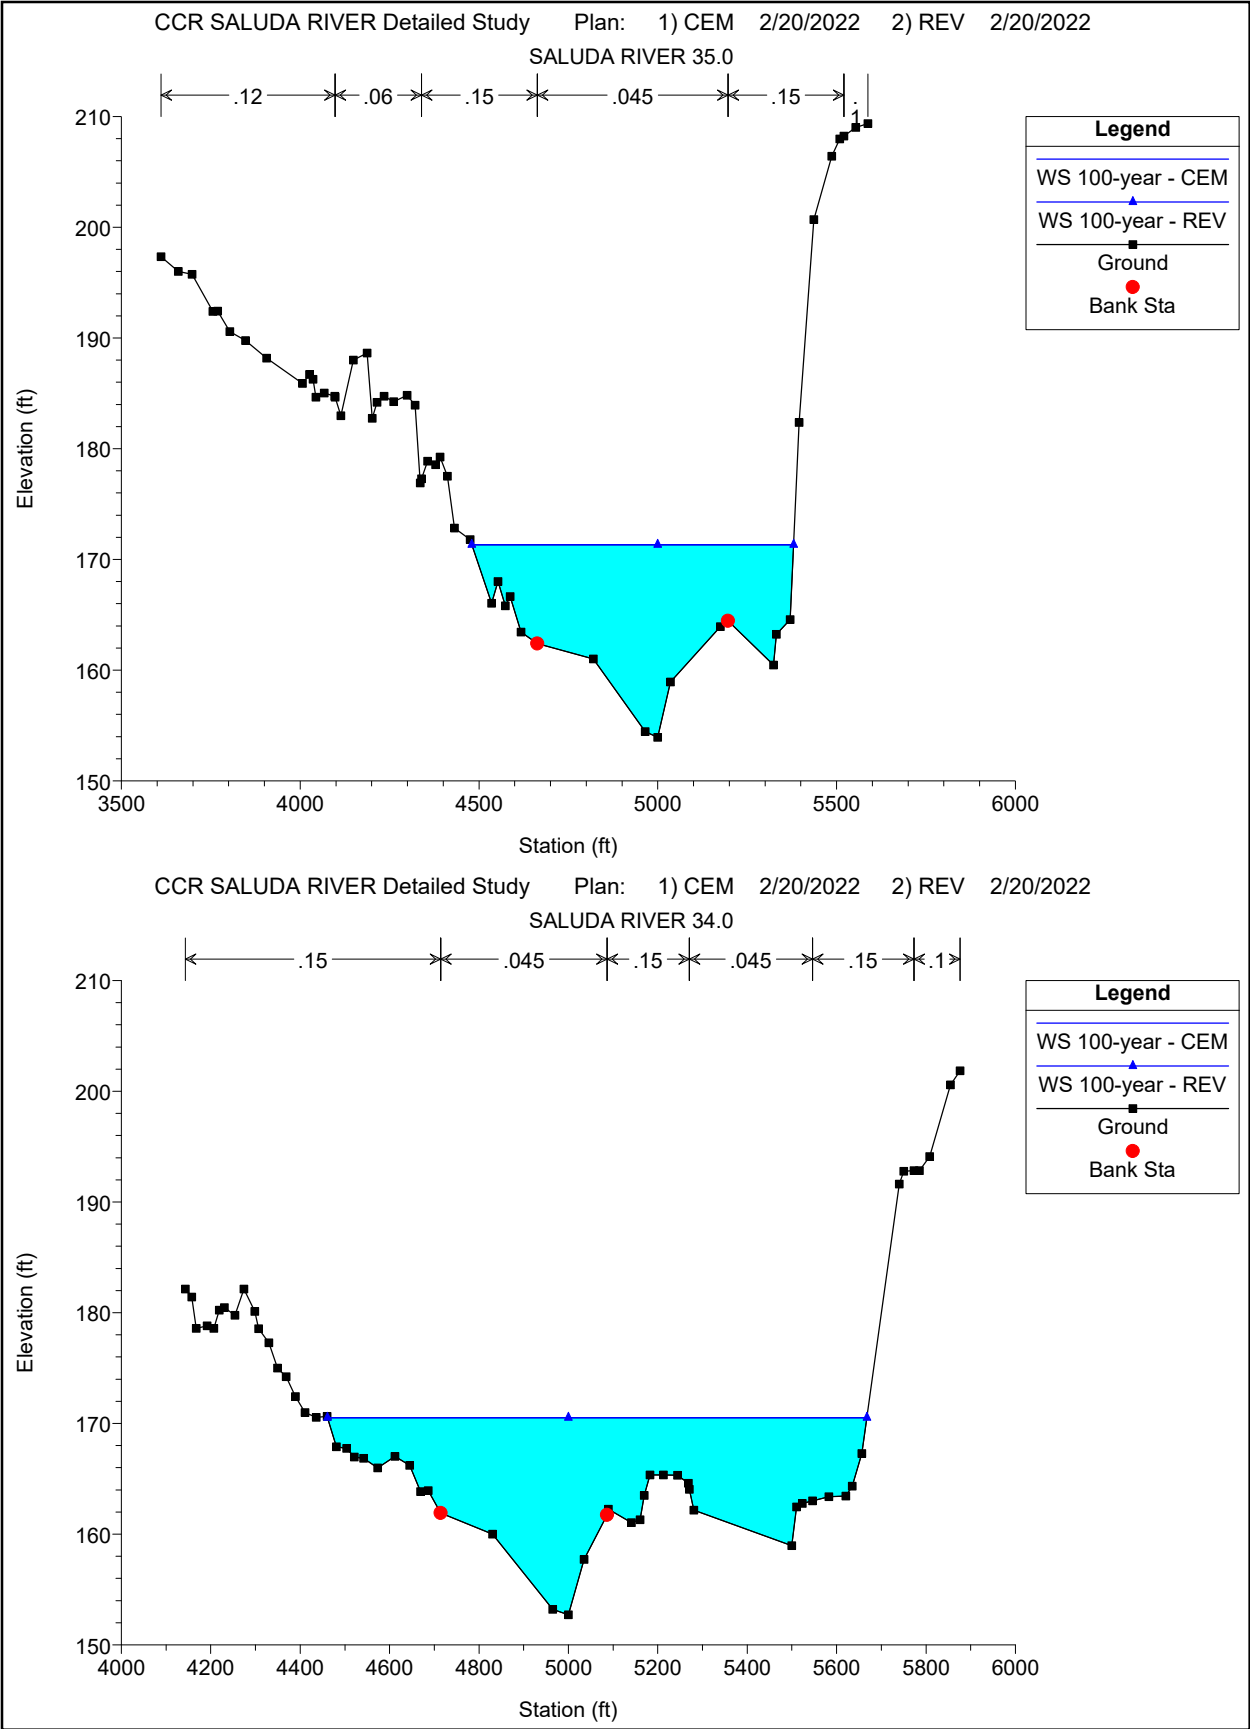 CCR SALUDA RIVER Detailed Study Plan: 1) CEM 2/20/2022 2) REV 2/20/2022
SALUDA RIVER 35.0
.12 .06 .15 .045 .15 .1
210
200
190
180
170
160
150
Elevation (ft)
3500 4000 4500 5000 5500 6000
Station (ft)
Legend
WS 100-year - CEM
WS 100-year - REV
Ground
Bank Sta
CCR SALUDA RIVER Detailed Study Plan: 1) CEM 2/20/2022 2) REV 2/20/2022
SALUDA RIVER 34.0
.15 .045 .15 .045 .15 .1
210
200
190
180
170
160
150
Elevation (ft)
4000 4200 4400 4600 4800 5000 5200 5400 5600 5800 6000
Station (ft)
Legend
WS 100-year - CEM
WS 100-year - REV
Ground
Bank Sta